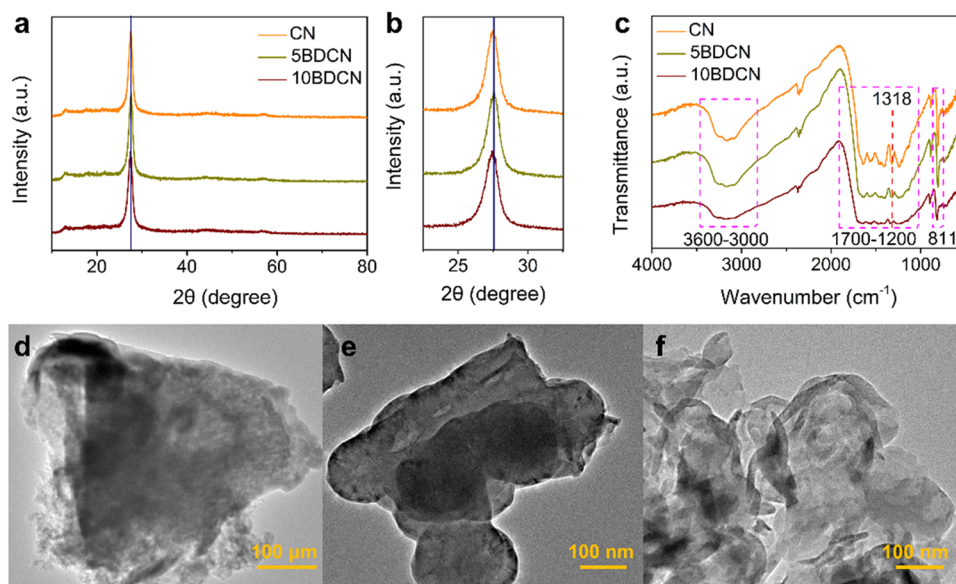 a
Intensity (a.u.)
CN
5BDCN
10BDCN
20 40 60 80
2θ (degree)
b
Intensity (a.u.)
25 30
2θ (degree)
c
Transmittance (a.u.)
CN
5BDCN
10BDCN
1318
3600-3000
1700-1200
811
4000 3000 2000 1000
Wavenumber (cm⁻¹)
d
100 μm
e
100 nm
f
100 nm